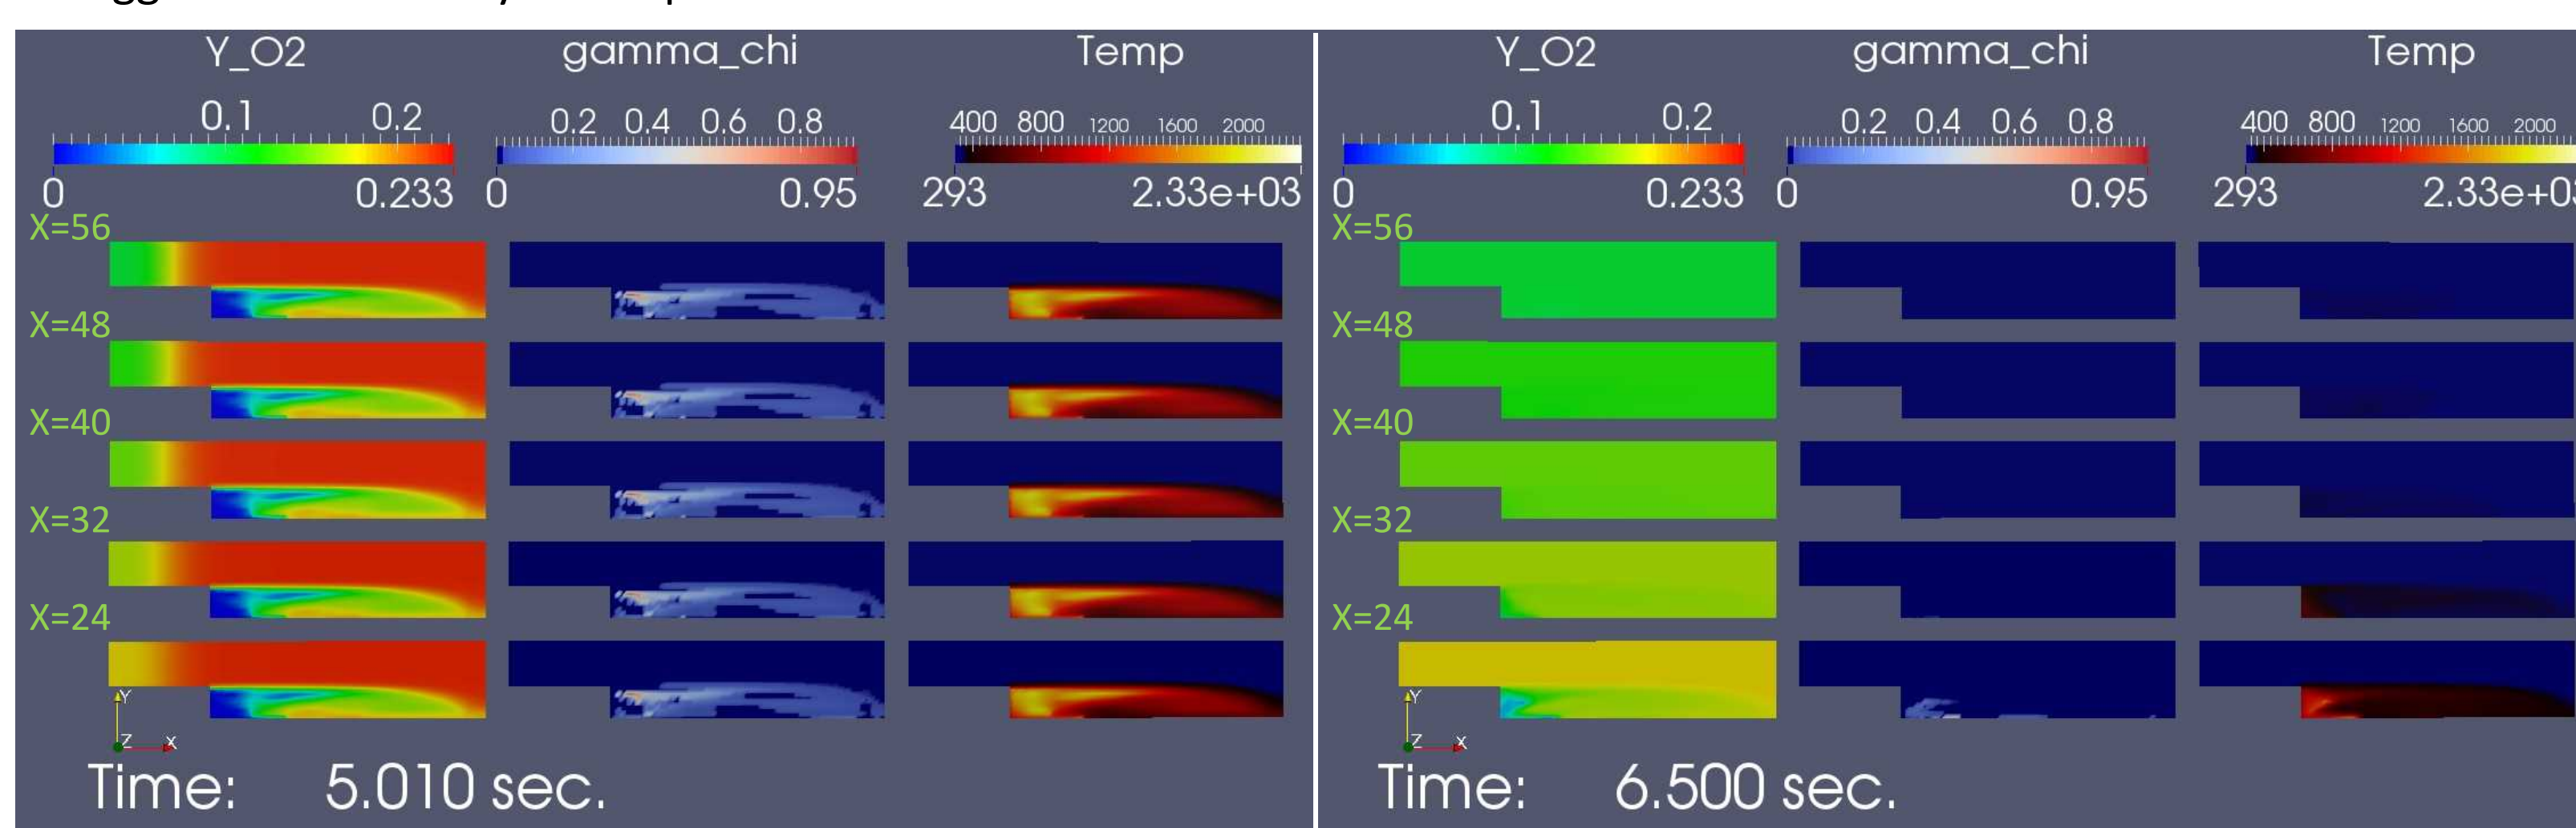 Y_O2 gamma_chi Temp
0.1 0.2 0.2 0.4 0.6 0.8 400 800 1200 1600 2000
0 0.233 0 0.95 293 2.33e+03
X=56
X=48
X=40
X=32
X=24
Y
Z X
Time: 5.010 sec.
Y_O2 gamma_chi Temp
0.1 0.2 0.2 0.4 0.6 0.8 400 800 1200 1600 2000
0 0.233 0 0.95 293 2.33e+03
X=56
X=48
X=40
X=32
X=24
Y
Z X
Time: 6.500 sec.